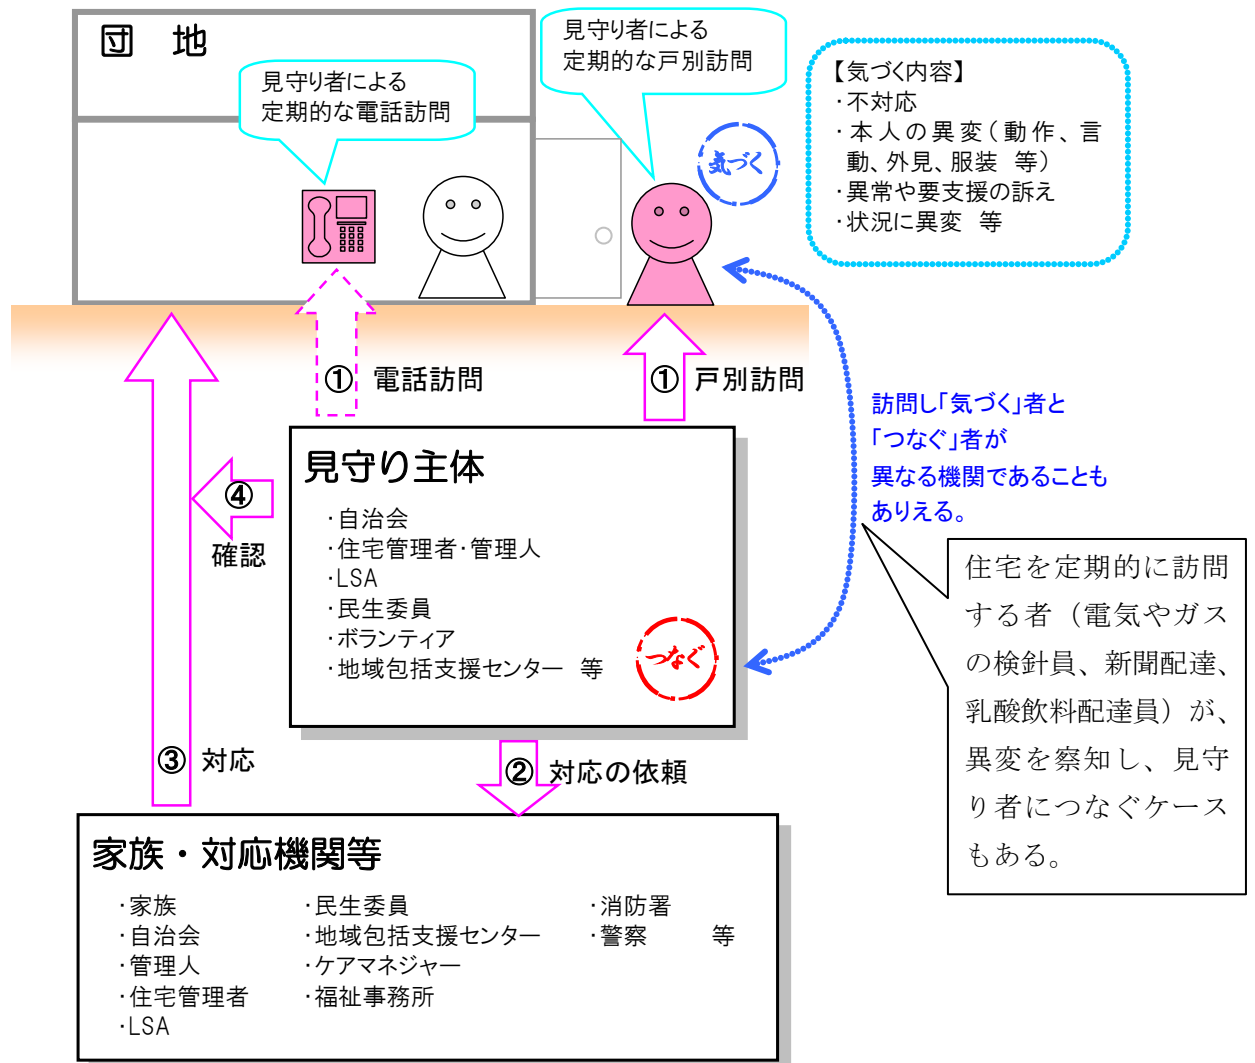 団　地
見守り者による
定期的な電話訪問
見守り者による
定期的な戸別訪問
気づく
【気づく内容】
・不対応
・本人の異変（動作、言
動、外見、服装　等）
・異常や要支援の訴え
・状況に異変　等
① 電話訪問
① 戸別訪問
訪問し「気づく」者と
「つなぐ」者が
異なる機関であることも
ありえる。
見守り主体
・自治会
・住宅管理者・管理人
・LSA
・民生委員
・ボランティア
・地域包括支援センター　等
つなぐ
④
確認
住宅を定期的に訪問
する者（電気やガス
の検針員、新聞配達、
乳酸飲料配達員）が、
異変を察知し、見守
り者につなぐケース
もある。
③ 対応
② 対応の依頼
家族・対応機関等
・家族
・自治会
・管理人
・住宅管理者
・LSA
・民生委員
・地域包括支援センター
・ケアマネジャー
・福祉事務所
・消防署
・警察　　等